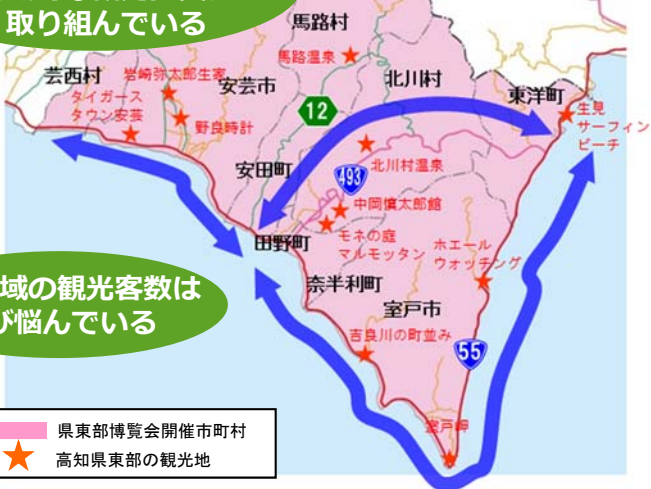 取り組んでいる
馬路村
馬路温泉
芸西村
岩崎弥太郎生家
安芸市
北川村
タイガース
タウン安芸
野良時計
12
東洋町
生見
サーフィン
ビーチ
安田町
北川村温泉
493
中岡慎太郎館
田野町
モネの庭
マルモッタン
ホエール
ウォッチング
奈半利町
域の観光客数は
び悩んでいる
室戸市
吉良川の町並み
55
室戸岬
県東部博覧会開催市町村
高知県東部の観光地